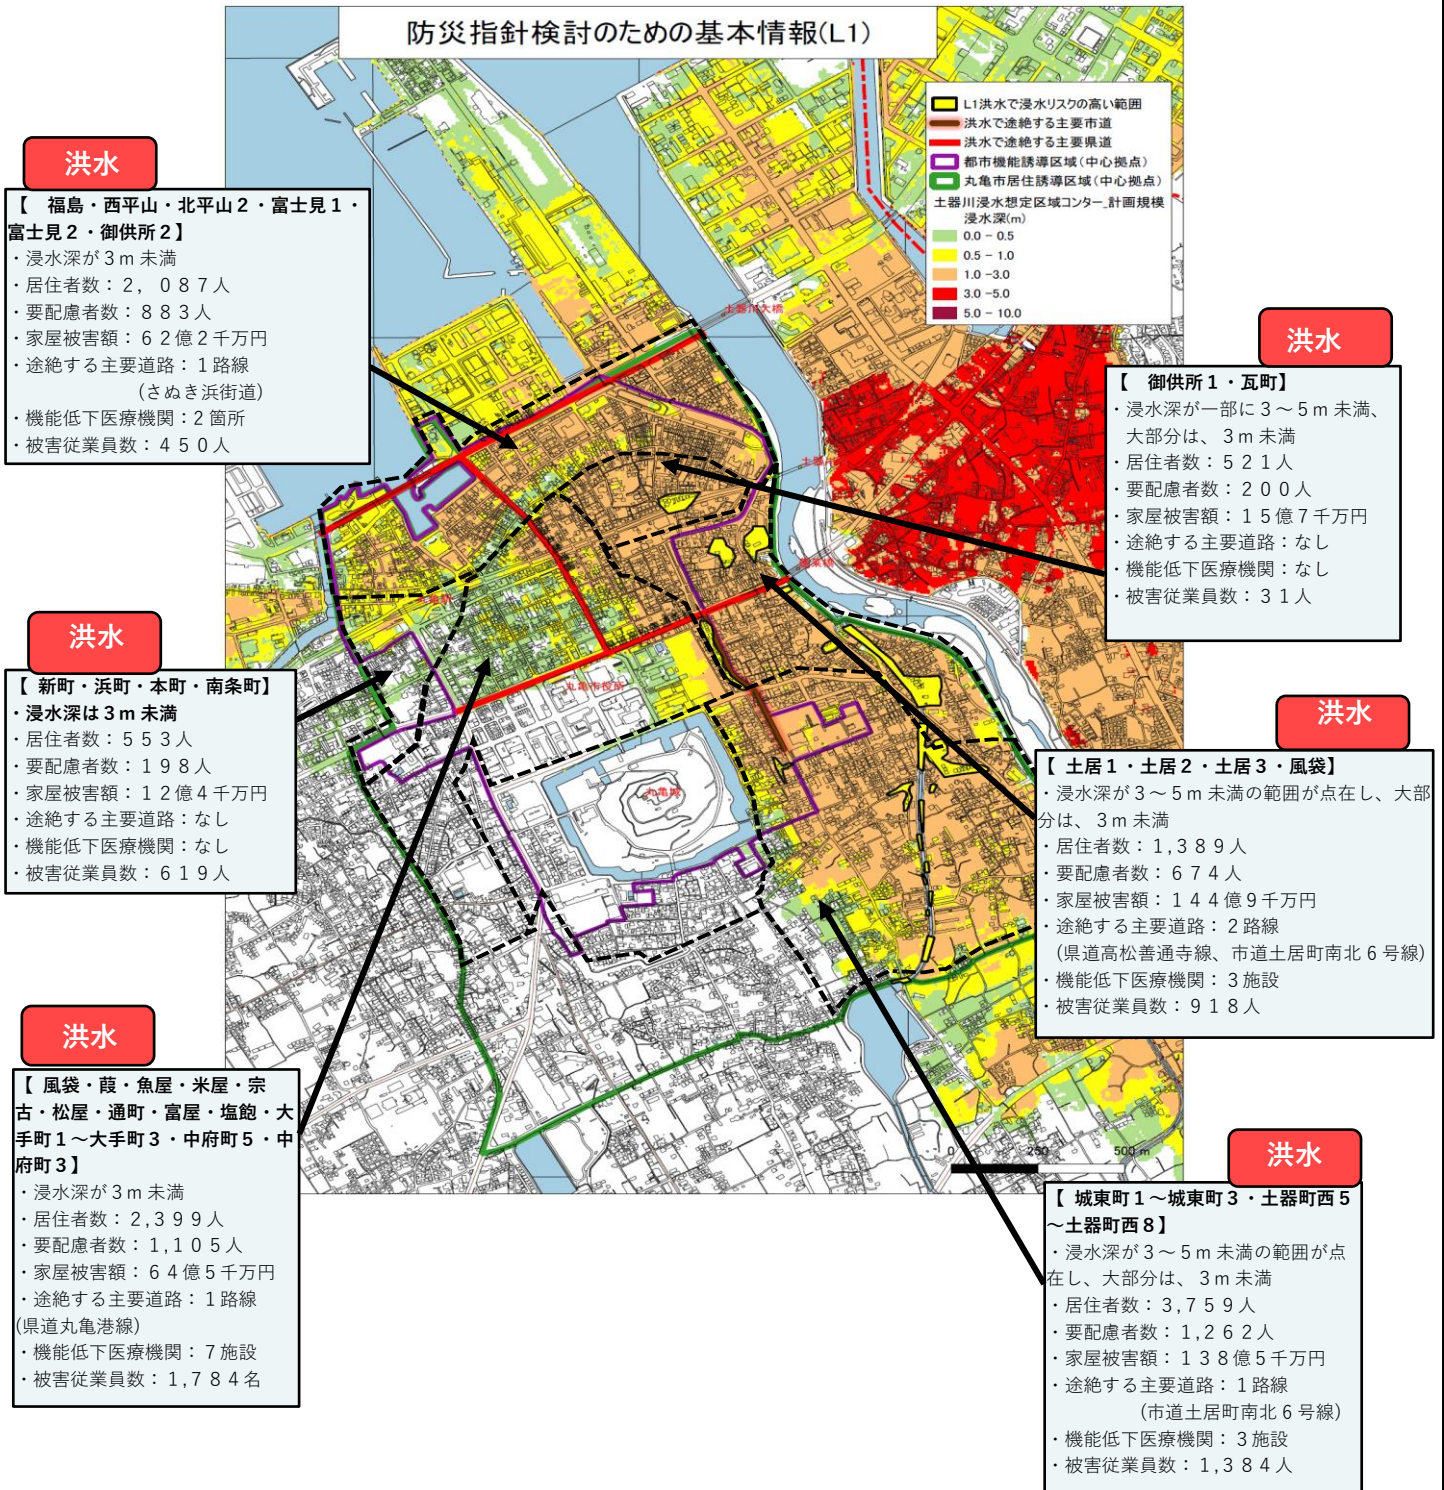 防災指針検討のための基本情報(L1)
L1洪水で浸水リスクの高い範囲
洪水で途絶する主要市道
洪水で途絶する主要県道
都市機能誘導区域(中心拠点)
丸亀市居住誘導区域(中心拠点)
土器川浸水想定区域コンター_計画規模
浸水深(m)
0.0 - 0.5
0.5 - 1.0
1.0 -3.0
3.0 -5.0
5.0 - 10.0
洪水
【 福島・西平山・北平山2・富士見1・
富士見2・御供所2】
・浸水深が3m未満
・居住者数：2，087人
・要配慮者数：883人
・家屋被害額：62億2千万円
・途絶する主要道路：1路線
(さぬき浜街道)
・機能低下医療機関：2箇所
・被害従業員数：450人
洪水
【 御供所1・瓦町】
・浸水深が一部に3～5m未満、
大部分は、3m未満
・居住者数：521人
・要配慮者数：200人
・家屋被害額：15億7千万円
・途絶する主要道路：なし
・機能低下医療機関：なし
・被害従業員数：31人
洪水
【 新町・浜町・本町・南条町】
・浸水深は3m未満
・居住者数：553人
・要配慮者数：198人
・家屋被害額：12億4千万円
・途絶する主要道路：なし
・機能低下医療機関：なし
・被害従業員数：619人
洪水
【 土居1・土居2・土居3・風袋】
・浸水深が3～5m未満の範囲が点在し、大部
分は、3m未満
・居住者数：1,389人
・要配慮者数：674人
・家屋被害額：144億9千万円
・途絶する主要道路：2路線
(県道高松善通寺線、市道土居町南北6号線)
・機能低下医療機関：3施設
・被害従業員数：918人
洪水
【 風袋・葭・魚屋・米屋・宗
古・松屋・通町・富屋・塩飽・大
手町1～大手町3・中府町5・中
府町3】
・浸水深が3m未満
・居住者数：2,399人
・要配慮者数：1,105人
・家屋被害額：64億5千万円
・途絶する主要道路：1路線
(県道丸亀港線)
・機能低下医療機関：7施設
・被害従業員数：1,784名
洪水
【 城東町1～城東町3・土器町西5
～土器町西8】
・浸水深が3～5m未満の範囲が点
在し、大部分は、3m未満
・居住者数：3,759人
・要配慮者数：1,262人
・家屋被害額：138億5千万円
・途絶する主要道路：1路線
(市道土居町南北6号線)
・機能低下医療機関：3施設
・被害従業員数：1,384人
土器川大橋
丸亀市役所
丸亀城
0 250 500 m